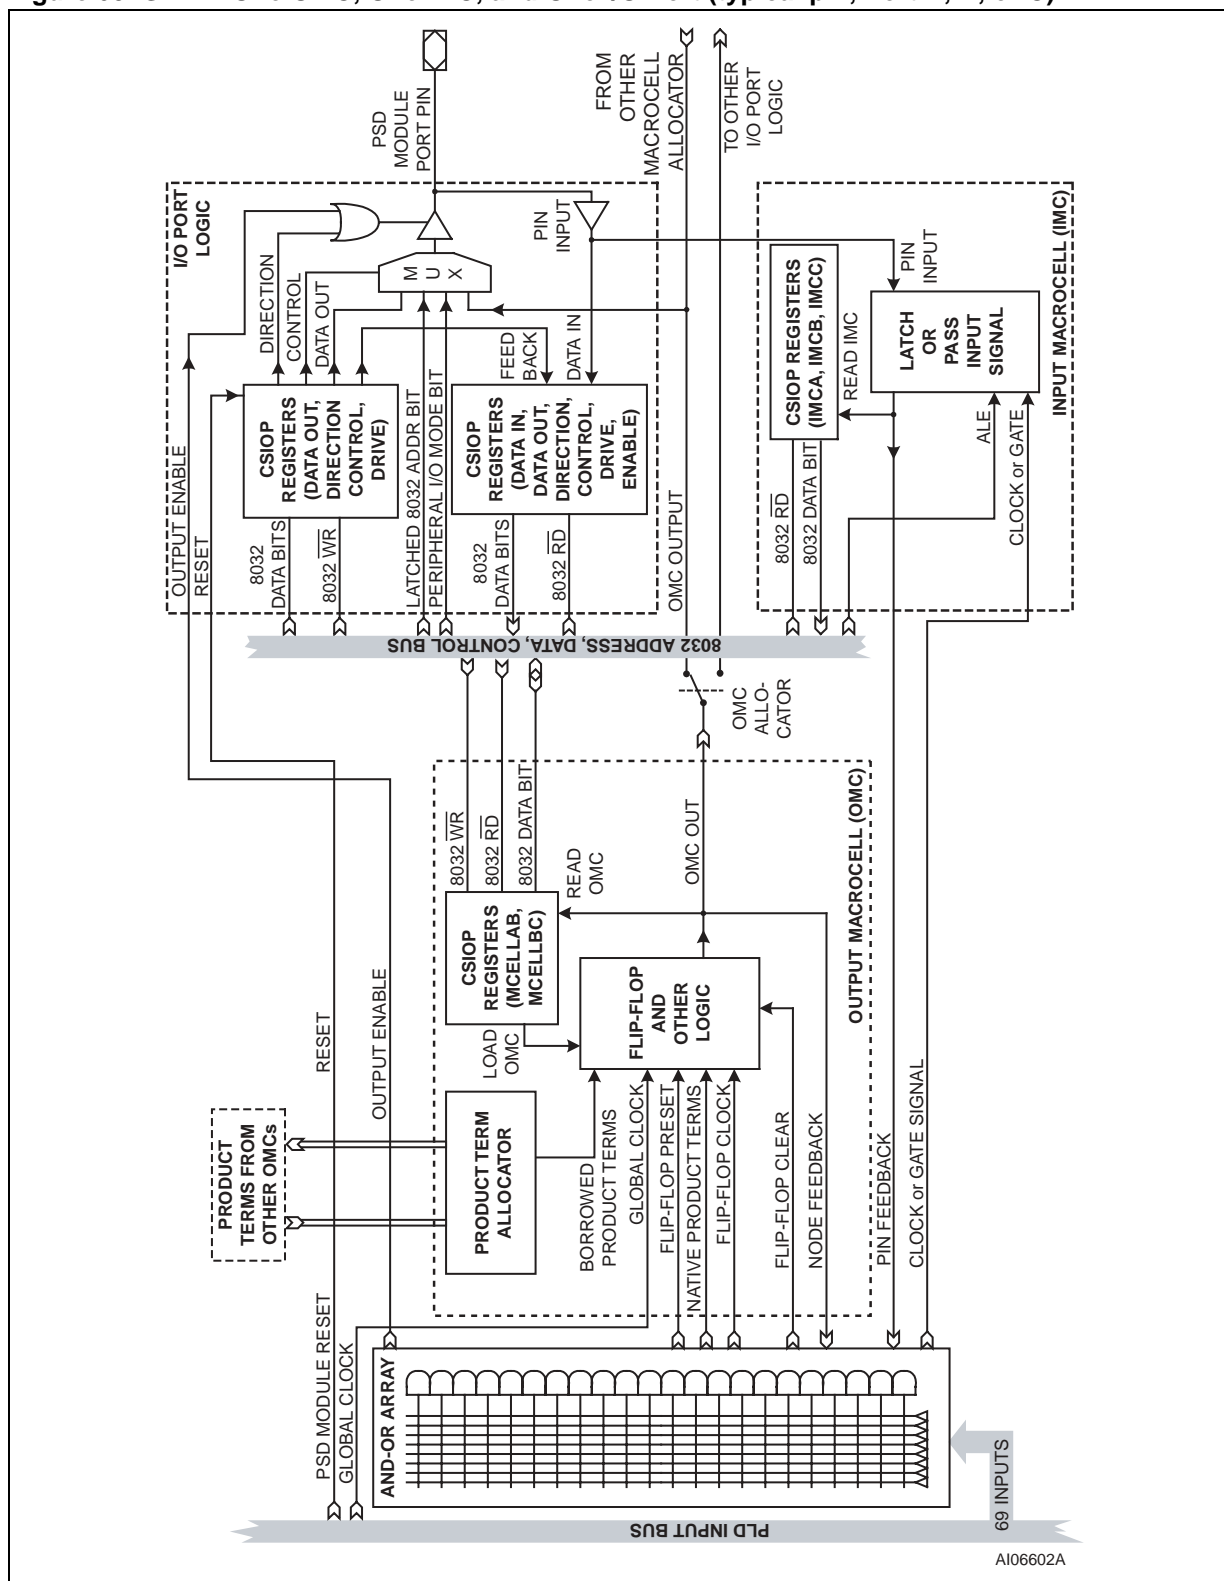 PSD
MODULE
PORT PIN
FROM
OTHER
MACROCELL
ALLOCATOR
TO OTHER
I/O PORT
LOGIC
I/O PORT
LOGIC
OUTPUT ENABLE
RESET
DIRECTION
CONTROL
DATA OUT
M
U
X
PIN
INPUT
FEED
BACK
DATA IN
CSIOP
REGISTERS
(DATA OUT,
DIRECTION
CONTROL,
DRIVE)
LATCHED 8032 ADDR BIT
PERIPHERAL I/O MODE BIT
CSIOP
REGISTERS
(DATA IN,
DATA OUT,
DIRECTION,
CONTROL,
DRIVE,
ENABLE)
8032
DATA BITS
8032 WR
8032
DATA BITS
8032 RD
OMC OUTPUT
INPUT MACROCELL (IMC)
CSIOP REGISTERS
(IMCA, IMCB, IMCC)
READ IMC
PIN
INPUT
LATCH
OR
PASS
INPUT
SIGNAL
8032 RD
8032 DATA BIT
ALE
CLOCK or GATE
8032 ADDRESS, DATA, CONTROL BUS
OMC
ALLO-
CATOR
OUTPUT MACROCELL (OMC)
8032 WR
8032 RD
8032 DATA BIT
CSIOP
REGISTERS
(MCELLAB,
MCELLBC)
READ
OMC
OMC OUT
LOAD
OMC
FLIP-FLOP
AND
OTHER
LOGIC
PRODUCT TERM
ALLOCATOR
BORROWED
PRODUCT TERMS
GLOBAL CLOCK
FLIP-FLOP PRESET
NATIVE PRODUCT TERMS
FLIP-FLOP CLOCK
FLIP-FLOP CLEAR
NODE FEEDBACK
PIN FEEDBACK
CLOCK or GATE SIGNAL
RESET
OUTPUT ENABLE
PRODUCT
TERMS FROM
OTHER OMCs
PSD MODULE RESET
GLOBAL CLOCK
AND-OR ARRAY
PLD INPUT BUS
69 INPUTS
AI06602A